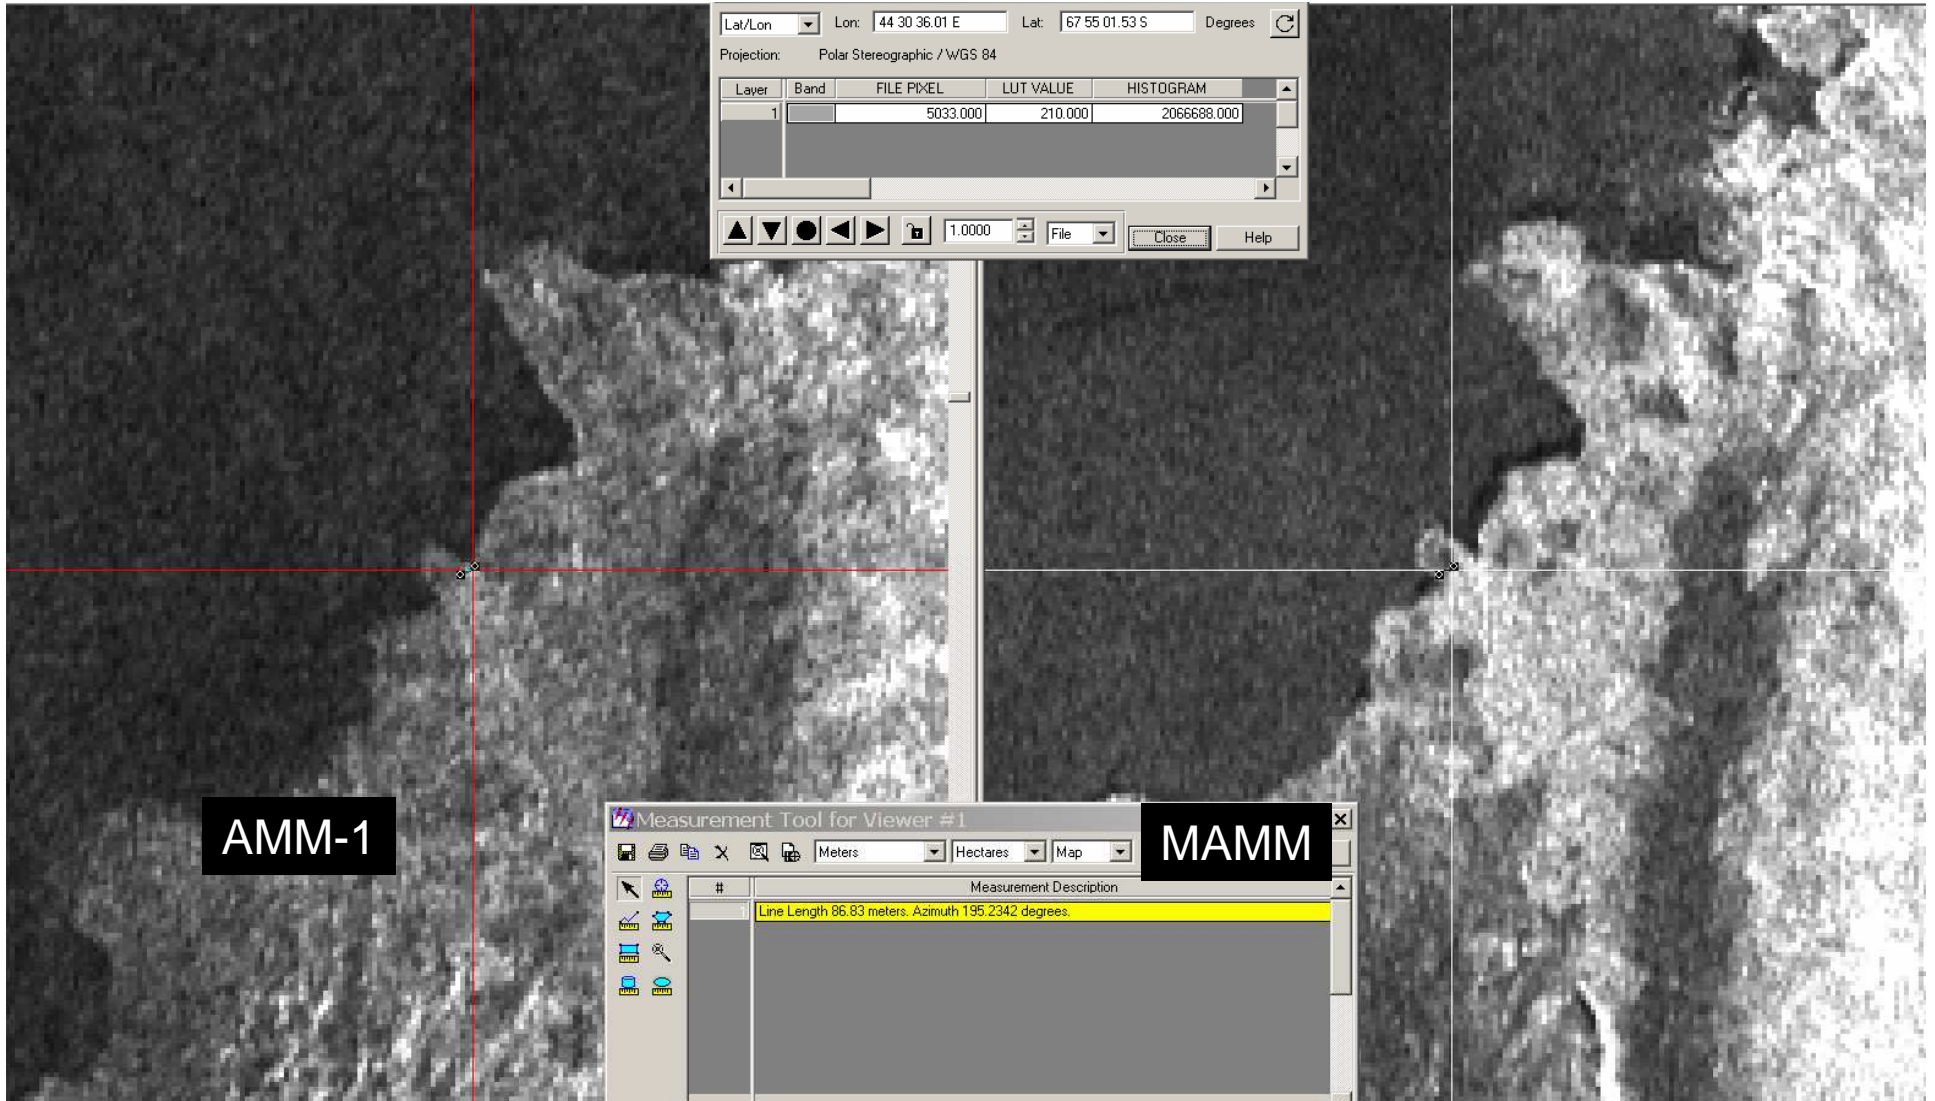 Lat/Lon Lon: 44 30 36.01 E Lat: 67 55 01.53 S Degrees
Projection: Polar Stereographic / WGS 84
Layer Band FILE PIXEL LUT VALUE HISTOGRAM
1 5033.000 210.000 2066688.000
1.0000 File Close Help
AMM-1
Measurement Tool for Viewer #1
MAMM
Meters Hectares Map
# Measurement Description
1 Line Length 86.83 meters. Azimuth 195.2342 degrees.